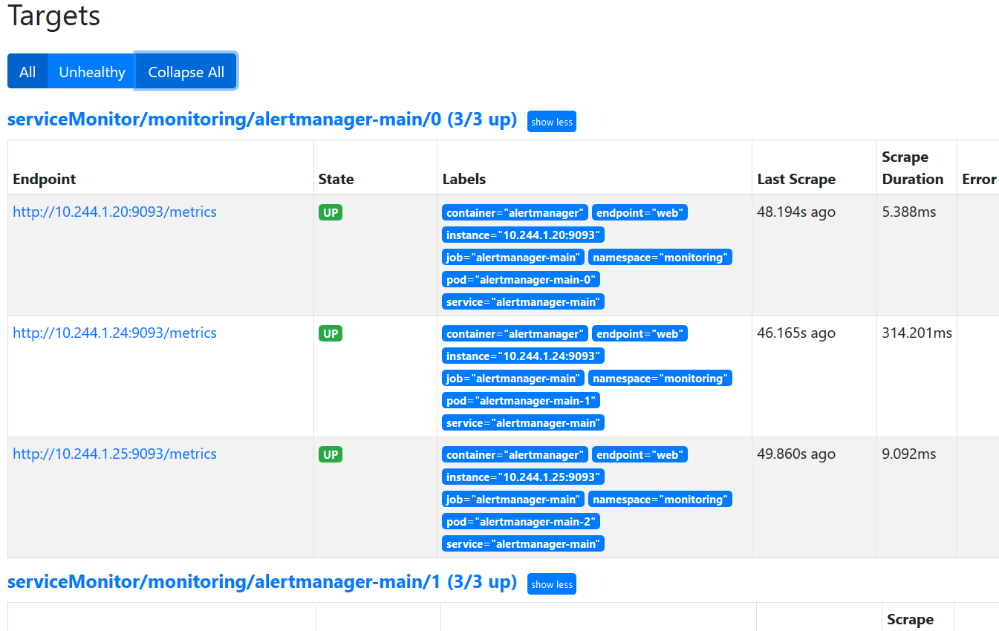 Targets
All Unhealthy Collapse All
serviceMonitor/monitoring/alertmanager-main/0 (3/3 up) show less
Endpoint State Labels Last Scrape Scrape Duration Error
http://10.244.1.20:9093/metrics UP container="alertmanager" endpoint="web" 48.194s ago 5.388ms
instance="10.244.1.20:9093"
job="alertmanager-main" namespace="monitoring"
pod="alertmanager-main-0"
service="alertmanager-main"
http://10.244.1.24:9093/metrics UP container="alertmanager" endpoint="web" 46.165s ago 314.201ms
instance="10.244.1.24:9093"
job="alertmanager-main" namespace="monitoring"
pod="alertmanager-main-1"
service="alertmanager-main"
http://10.244.1.25:9093/metrics UP container="alertmanager" endpoint="web" 49.860s ago 9.092ms
instance="10.244.1.25:9093"
job="alertmanager-main" namespace="monitoring"
pod="alertmanager-main-2"
service="alertmanager-main"
serviceMonitor/monitoring/alertmanager-main/1 (3/3 up) show less
Scrape